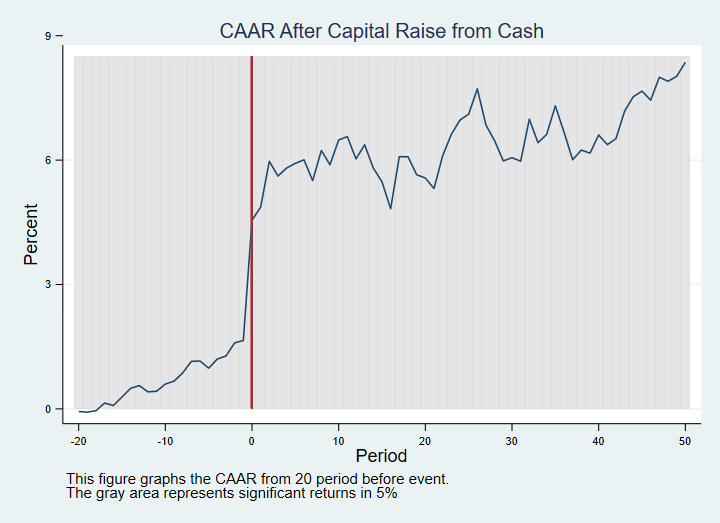 CAAR After Capital Raise from Cash
Percent
9
6
3
0
-20 -10 0 10 20 30 40 50
Period
This figure graphs the CAAR from 20 period before event.
The gray area represents significant returns in 5%